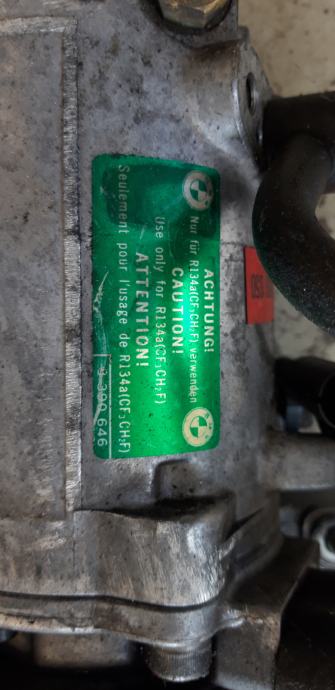 ACHTUNG!
Nur für R134a(CF₃CH₂F) verwenden
CAUTION!
Use only for R134a(CF₃CH₂F)
ATTENTION!
Seulement pour l'usage de R134a(CF₃CH₂F)
390 646